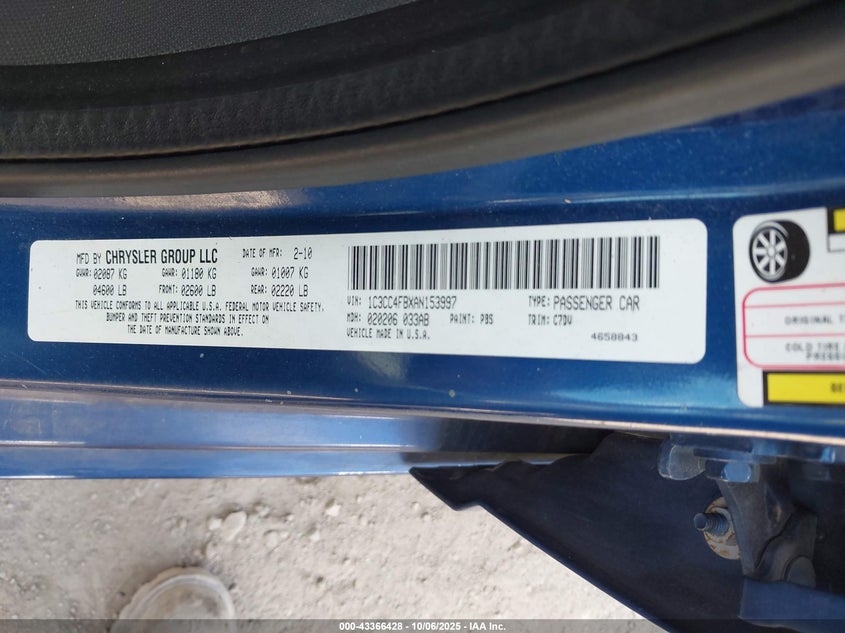 MFD BY CHRYSLER GROUP LLC DATE OF MFR: 2-10
GVWR: 02087 KG GAWR: 01180 KG GAWR: 01007 KG
04600 LB FRONT: 02600 LB REAR: 02220 LB
THIS VEHICLE CONFORMS TO ALL APPLICABLE U.S.A. FEDERAL MOTOR VEHICLE SAFETY,
BUMPER AND THEFT PREVENTION STANDARDS IN EFFECT ON
THE DATE OF MANUFACTURE SHOWN ABOVE.
VIN: 1C3CC4FBXAN153997 TYPE: PASSENGER CAR
MDH: 020206 033AB PAINT: PBS TRIM: C7DV
VEHICLE MADE IN U.S.A. 4658843
ORIGINAL
COLD TIRE
000-43366428 - 10/06/2025 - IAA Inc.